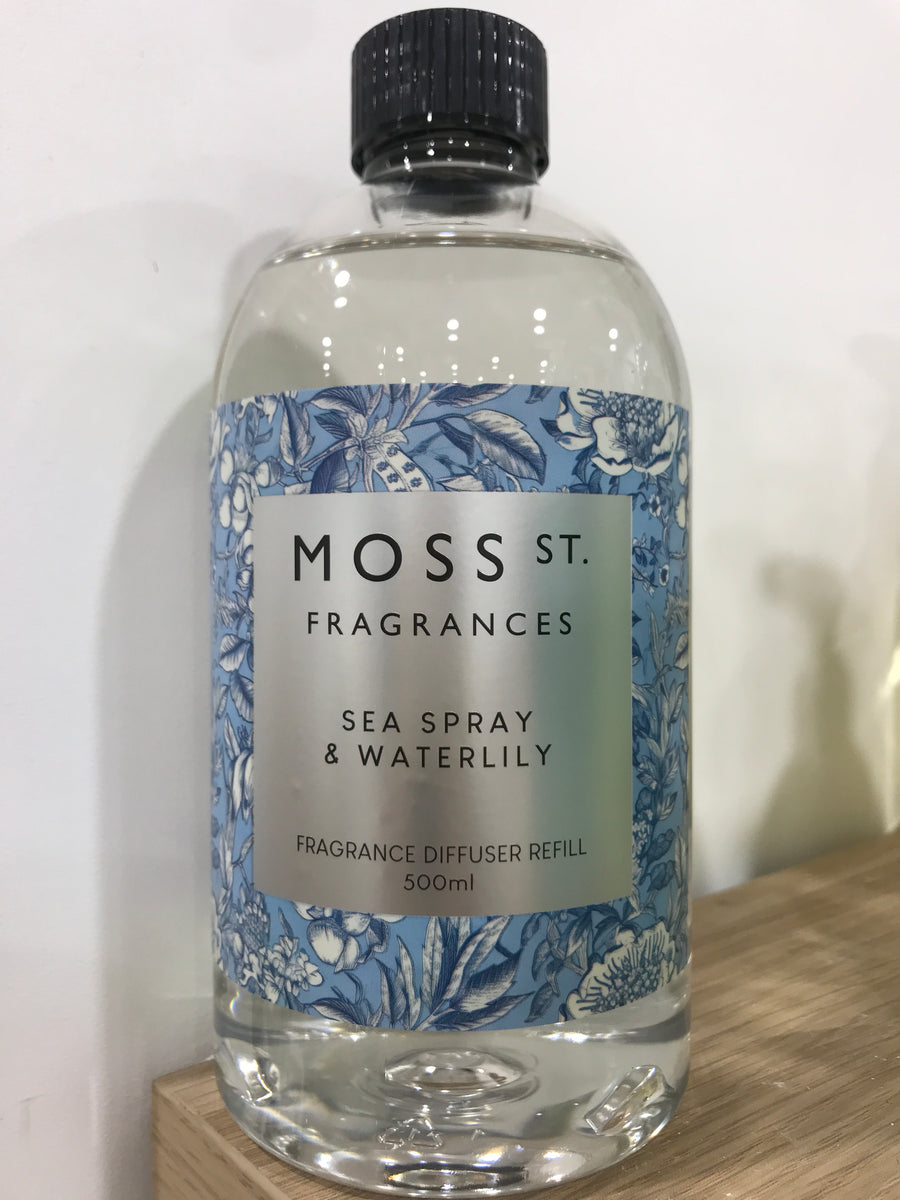 MOSS ST.
FRAGRANCES
SEA SPRAY
& WATERLILY
FRAGRANCE DIFFUSER REFILL
500ml